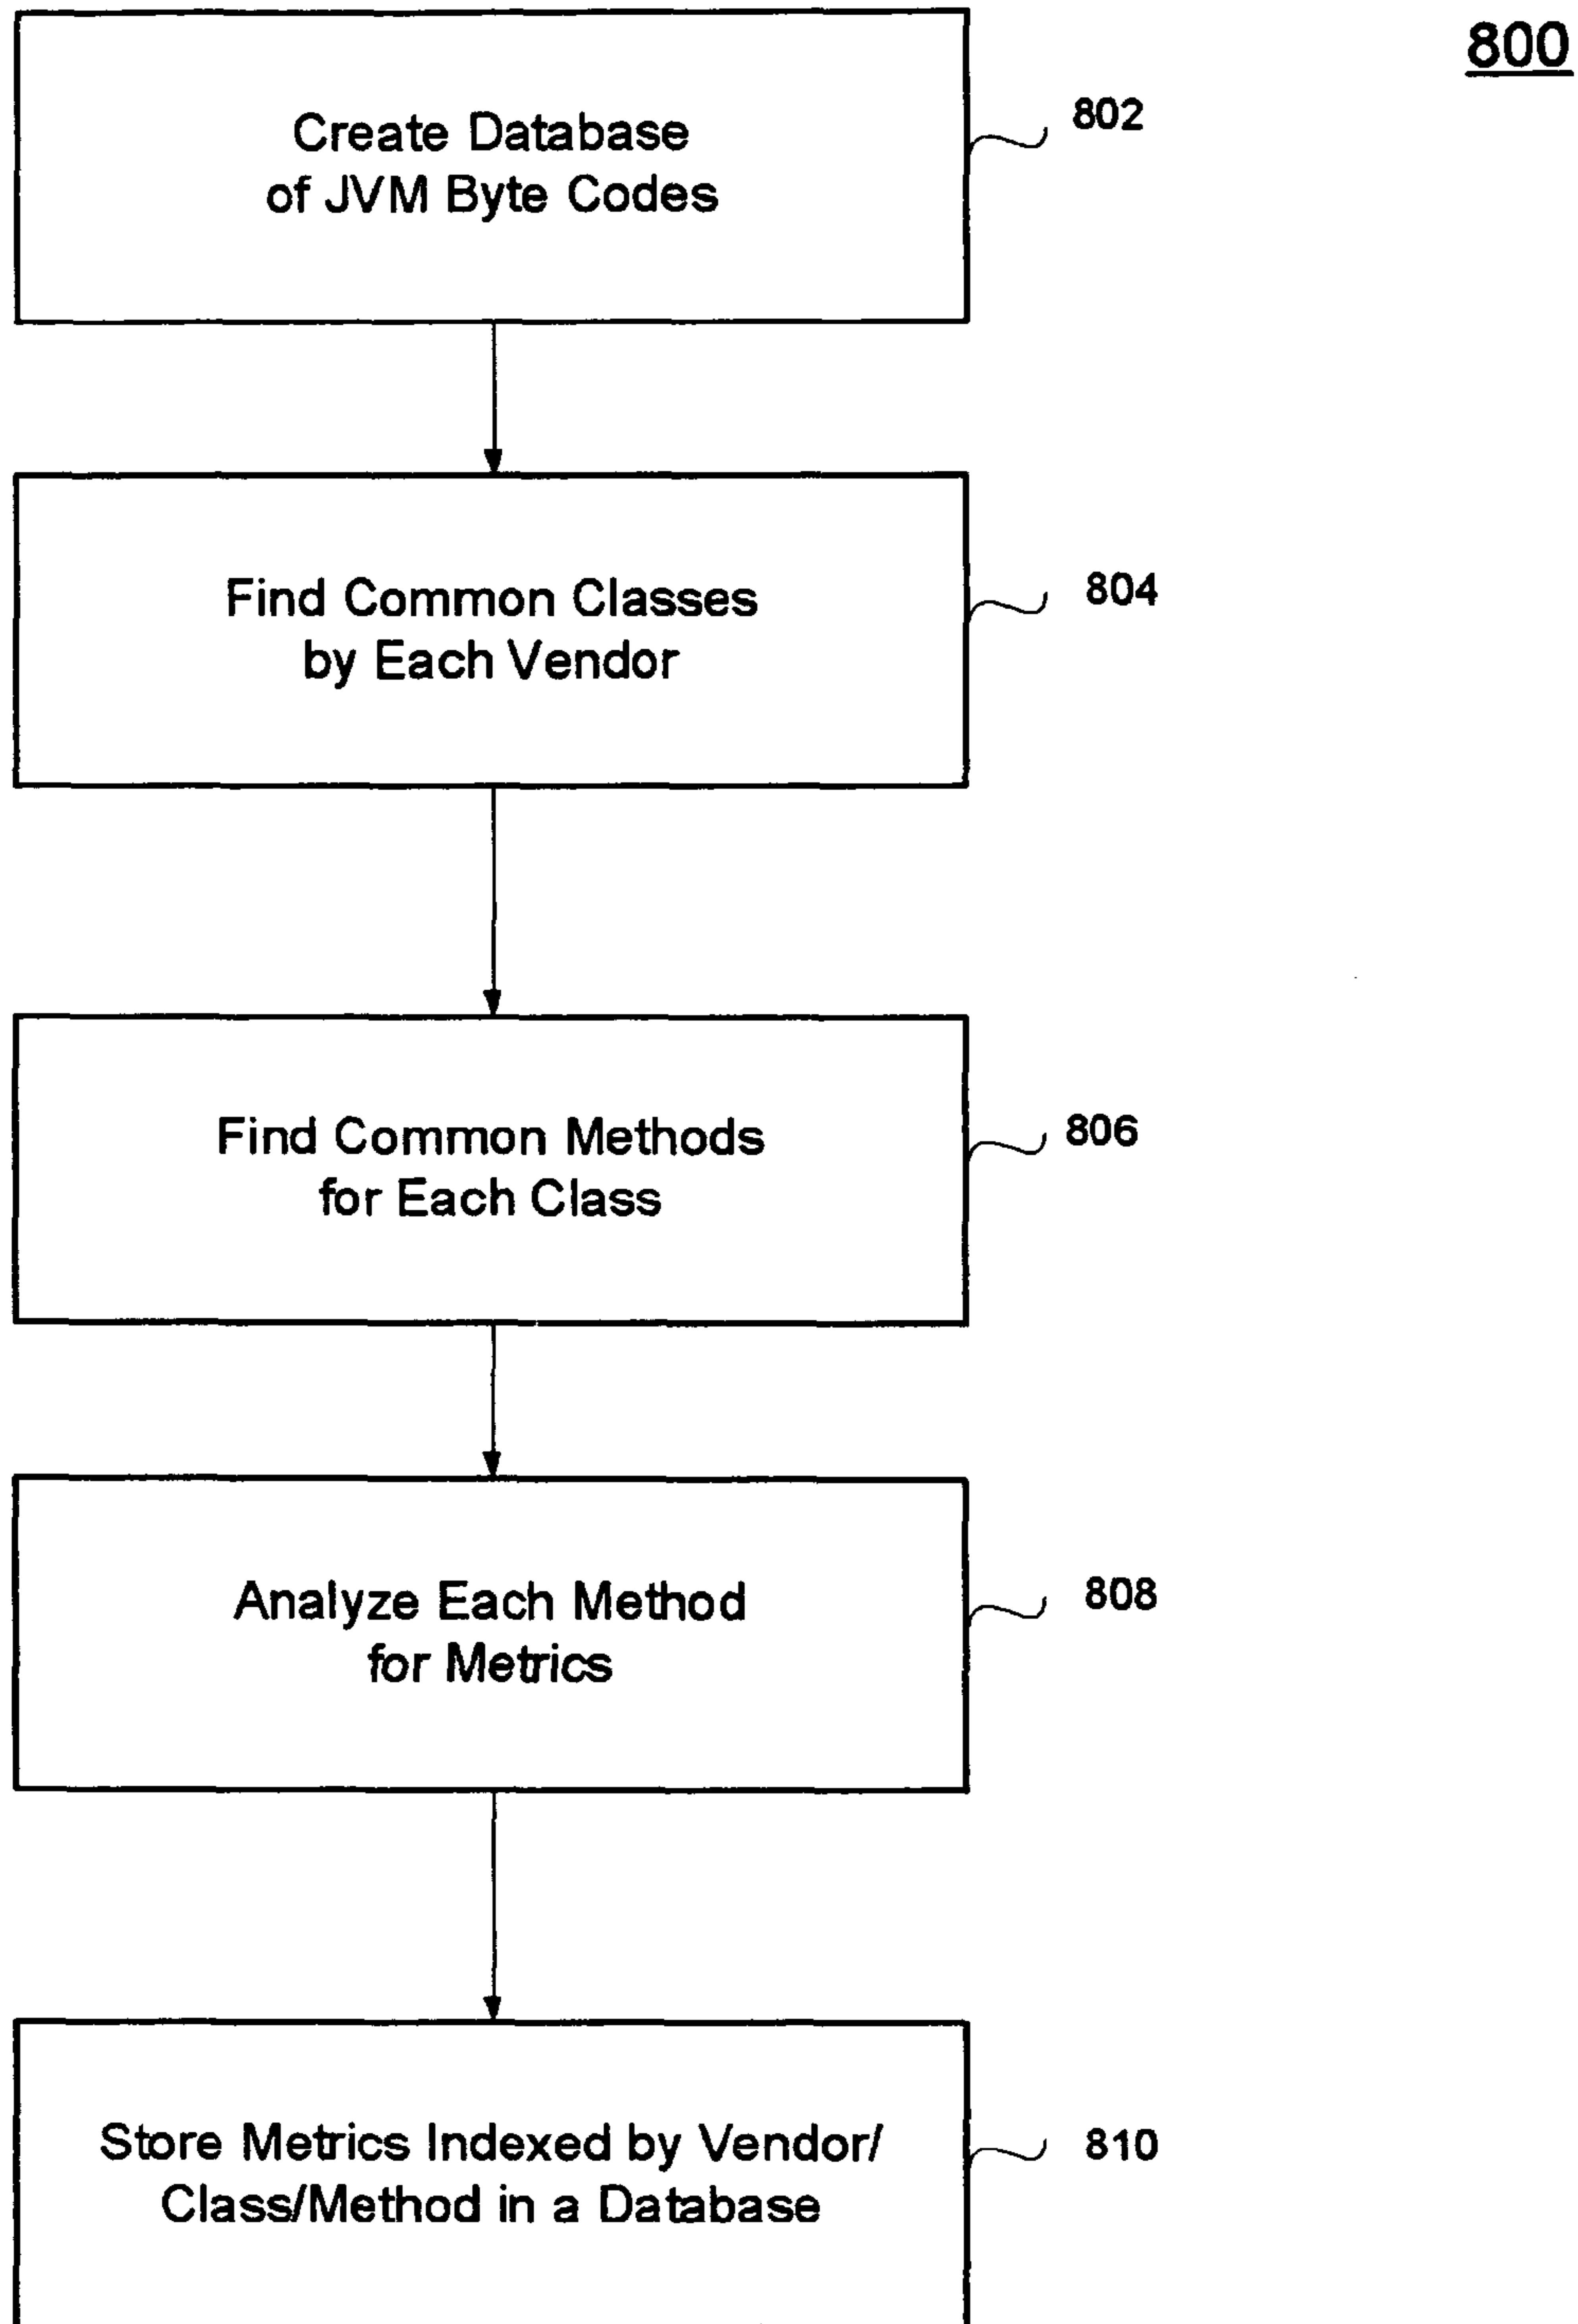 800
Create Database
of JVM Byte Codes
802
Find Common Classes
by Each Vendor
804
Find Common Methods
for Each Class
806
Analyze Each Method
for Metrics
808
Store Metrics Indexed by Vendor/
Class/Method in a Database
810